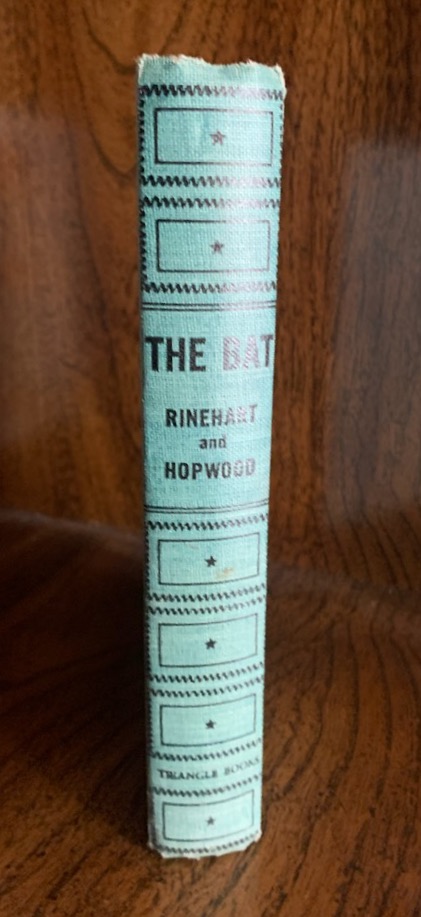 THE BAT
RINEHART
and
HOPWOOD
TRIANGLE BOOKS